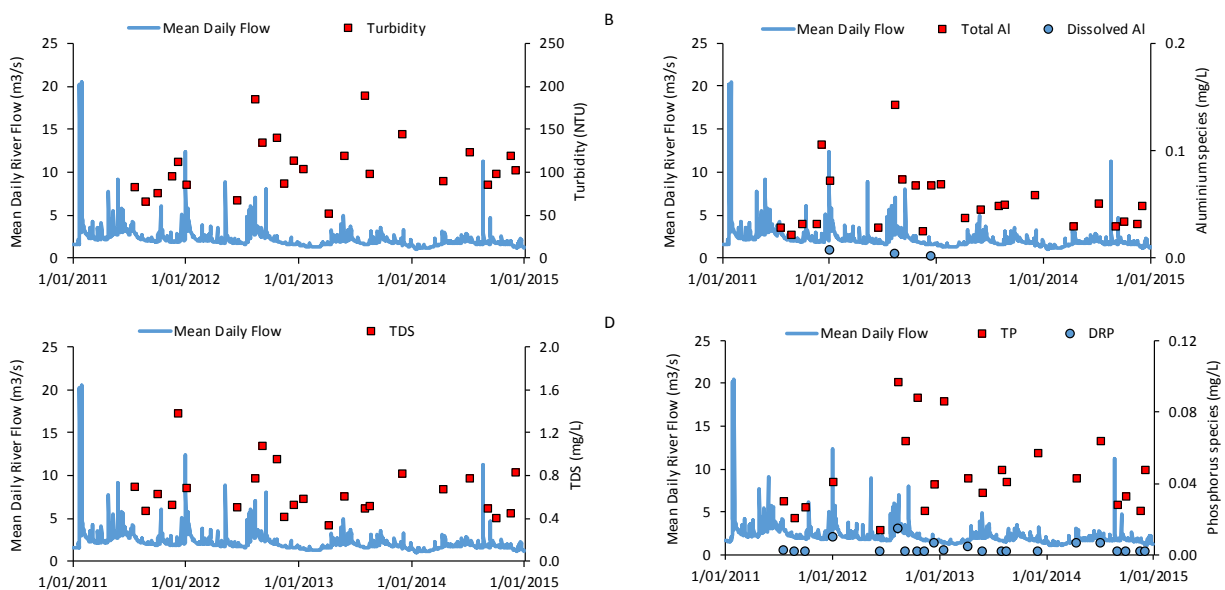 B
Mean Daily Flow Turbidity
Mean Daily River Flow (m3/s)
25
20
15
10
5
0
250
200
150
100
50
0
Turbidity (NTU)
1/01/2011 1/01/2012 1/01/2013 1/01/2014 1/01/2015
Mean Daily Flow Total Al Dissolved Al
Mean Daily River Flow (m3/s)
25
20
15
10
5
0
0.2
0.1
0.0
Aluminium species (mg/L)
1/01/2011 1/01/2012 1/01/2013 1/01/2014 1/01/2015
D
Mean Daily Flow TDS
Mean Daily River Flow (m3/s)
25
20
15
10
5
0
2.0
1.6
1.2
0.8
0.4
0.0
TDS (mg/L)
1/01/2011 1/01/2012 1/01/2013 1/01/2014 1/01/2015
Mean Daily Flow TP DRP
Mean Daily River Flow (m3/s)
25
20
15
10
5
0
0.12
0.08
0.04
0.00
Phosphorus species (mg/L)
1/01/2011 1/01/2012 1/01/2013 1/01/2014 1/01/2015